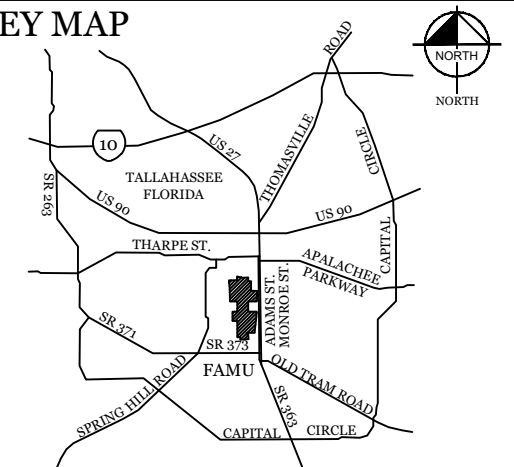 EY MAP
ROAD
NORTH
NORTH
10
US 27
THOMASVILLE
CIRCLE
TALLAHASSEE
FLORIDA
SR 263
US 90
US 90
CAPITAL
THARPE ST.
APALACHEE
PARKWAY
ADAMS ST.
MONROE ST.
SR 371
SR 373
FAMU
OLD TRAM ROAD
SPRING HILL ROAD
SR 363
CAPITAL CIRCLE